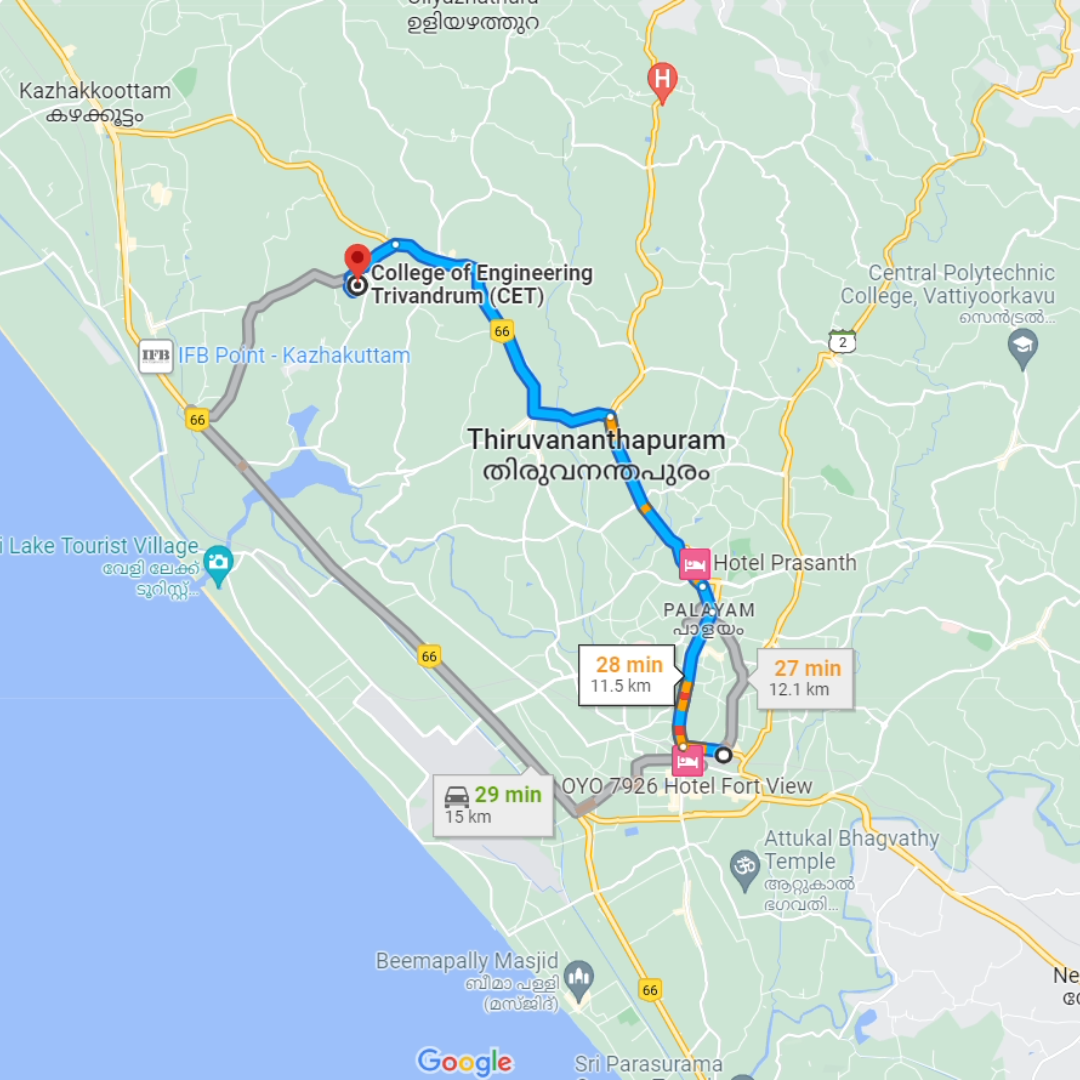 ഉളിയഴത്തുറ
Kazhakkoottam
കഴക്കൂട്ടം
H
College of Engineering
Trivandrum (CET)
Central Polytechnic
College, Vattiyoorkavu
സെൻട്രൽ...
66
2
IFB
IFB Point - Kazhakuttam
66
Thiruvananthapuram
തിരുവനന്തപുരം
i Lake Tourist Village
വേളി ലേക്ക്
ടൂറിസ്റ്റ്...
Hotel Prasanth
PALAYAM
പാളയം
66
28 min
11.5 km
27 min
12.1 km
OYO 7926 Hotel Fort View
29 min
15 km
Attukal Bhagvathy
Temple
ആറ്റുകാൽ
ഭഗവതി...
Beemapally Masjid
ബീമാ പള്ളി
(മസ്ജിദ്)
66
Ne
Google
Sri Parasurama